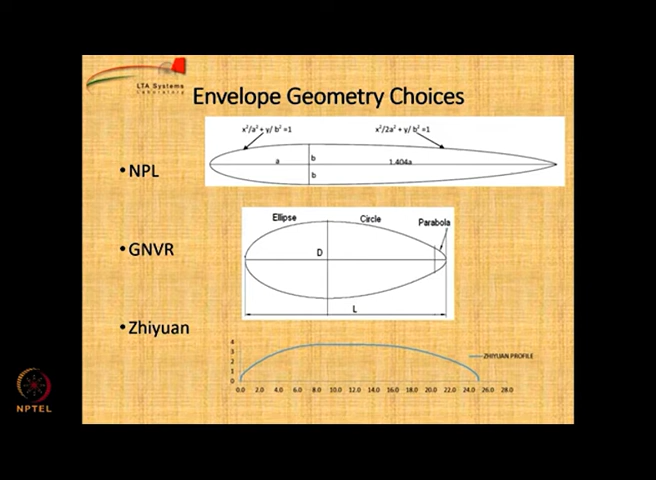 LTA Systems
Laboratory
Envelope Geometry Choices
x²/a² + y/ b² =1
x²/2a² + y/ b² =1
a
b
b
1.404a
• NPL
Ellipse
Circle
Parabola
D
L
• GNVR
• Zhiyuan
4
3
2
1
0
ZHIYUAN PROFILE
0.0 2.0 4.0 6.0 8.0 10.0 12.0 14.0 16.0 18.0 20.0 22.0 24.0 26.0 28.0
NPTEL